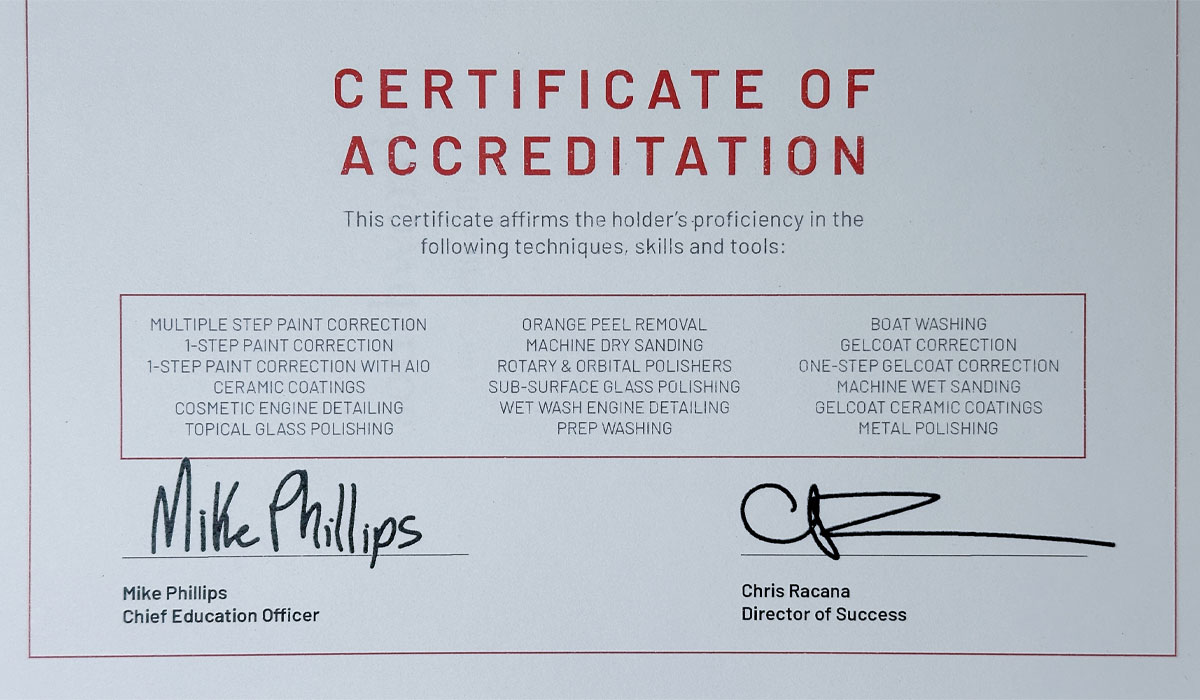 CERTIFICATE OF
ACCREDITATION
This certificate affirms the holder's proficiency in the
following techniques, skills and tools:
MULTIPLE STEP PAINT CORRECTION
1-STEP PAINT CORRECTION
1-STEP PAINT CORRECTION WITH AIO
CERAMIC COATINGS
COSMETIC ENGINE DETAILING
TOPICAL GLASS POLISHING
ORANGE PEEL REMOVAL
MACHINE DRY SANDING
ROTARY & ORBITAL POLISHERS
SUB-SURFACE GLASS POLISHING
WET WASH ENGINE DETAILING
PREP WASHING
BOAT WASHING
GELCOAT CORRECTION
ONE-STEP GELCOAT CORRECTION
MACHINE WET SANDING
GELCOAT CERAMIC COATINGS
METAL POLISHING
Mike Phillips
Mike Phillips
Chief Education Officer
Chris Racana
Director of Success